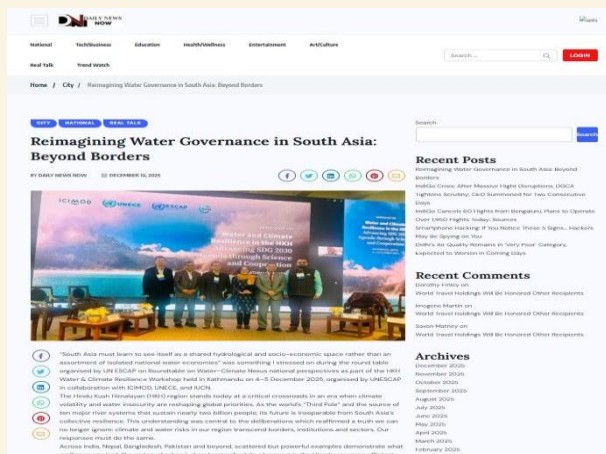 DAILY NEWS
NOW
National Tech/Business Education Health/Wellness Entertainment Art/Culture
Real Talk Trend Watch
Search ...
LOGIN
Home / City / Reimagining Water Governance in South Asia: Beyond Borders
CITY NATIONAL REAL TALK
Reimagining Water Governance in South Asia:
Beyond Borders
BY DAILY NEWS NOW DECEMBER 10, 2025
ICIMOD UNECE ESCAP
Water and Climate
Resilience in the HKH
Advancing SDG 2030
Agenda through Science
and Cooperation
"South Asia must learn to see itself as a shared hydrological and socio-economic space rather than an
assortment of isolated national water economies" was something I stressed on during the round table
organised by UN ESCAP on Roundtable on Water–Climate Nexus national perspectives as part of the HKH
Water & Climate Resilience Workshop held in Kathmandu on 4–5 December 2025, organised by UNESCAP
in collaboration with ICIMOD, UNECE, and IUCN.
The Hindu Kush Himalayan (HKH) region stands today at a critical crossroads in an era when climate
volatility and water insecurity are reshaping global priorities. As the world's "Third Pole" and the source of
ten major river systems that sustain nearly two billion people, its future is inseparable from South Asia's
collective resilience. This understanding was central to the deliberations which reaffirmed a truth we can
no longer ignore: climate and water risks in our region transcend borders, institutions and sectors. Our
responses must do the same.
Across India, Nepal, Bangladesh, Pakistan and beyond, scattered but powerful examples demonstrate what
Search
Search
Recent Posts
Reimagining Water Governance in South Asia: Beyond
Borders
IndiGo Crisis: After Massive Flight Disruptions, DGCA
Tightens Scrutiny; CEO Summoned for Two Consecutive
Days
IndiGo Cancels 60 Flights from Bengaluru, Plans to Operate
Over 1,950 Flights Today: Sources
Smartphone Hacking: If You Notice These 5 Signs… Hackers
May Be Spying on You
Delhi's Air Quality Remains in 'Very Poor' Category,
Expected to Worsen in Coming Days
Recent Comments
Dorothy Finley on
World Travel Holdings Will Be Honored Other Recipients
Imogene Martin on
World Travel Holdings Will Be Honored Other Recipients
Saxon Matney on
World Travel Holdings Will Be Honored Other Recipients
Archives
December 2025
November 2025
October 2025
September 2025
August 2025
July 2025
June 2025
May 2025
April 2025
March 2025
February 2025